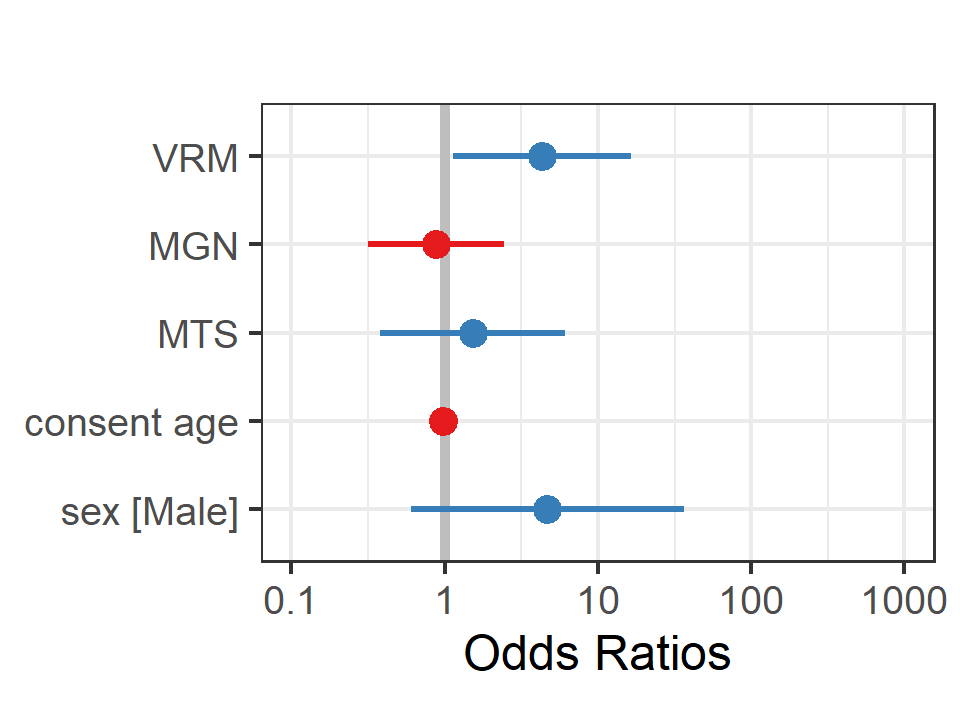 VRM
MGN
MTS
consent age
sex [Male]
0.1 1 10 100 1000
Odds Ratios